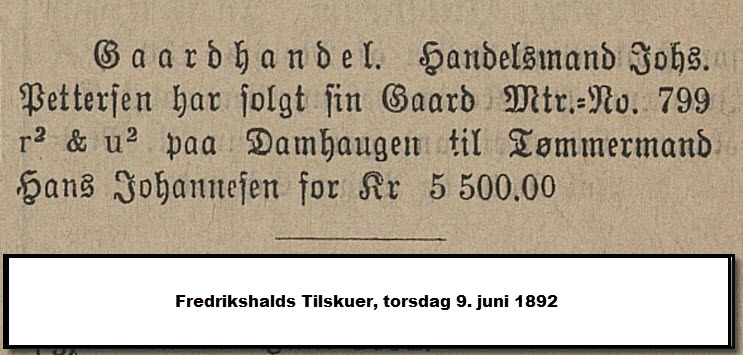 Gaardhandel. Handelsmand Johs.
Pettersen har solgt sin Gaard Mtr.-No. 799
r² & u² paa Damhaugen til Tømmermand
Hans Johannesen for Kr 5 500.00
Fredrikshalds Tilskuer, torsdag 9. juni 1892